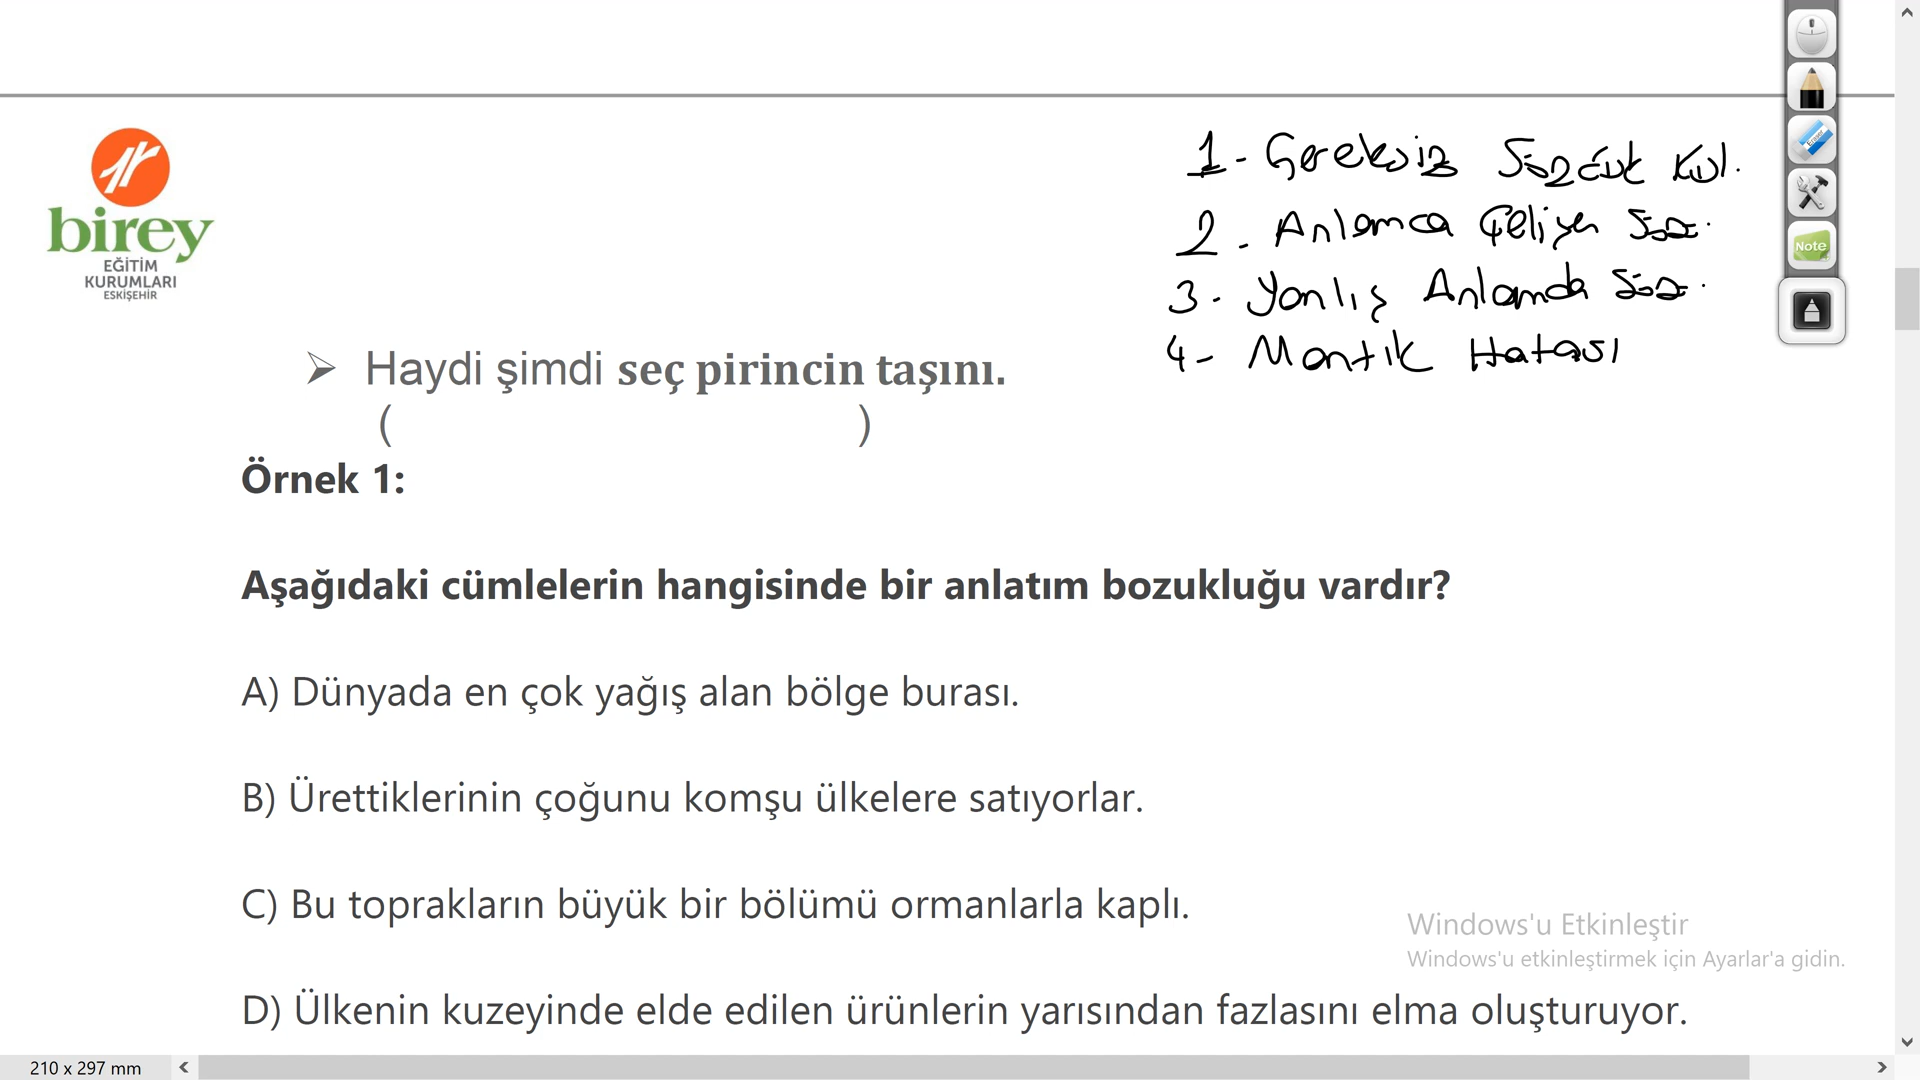 1- Gereksiz Sözcük Kul.
2- Anlamca Çelişen Söz.
3- Yanlış Anlamda Söz.
4- Mantık Hatası
Note
birey
EĞİTİM
KURUMLARI
ESKİŞEHİR
➢ Haydi şimdi seç pirincin taşını.
( )
Örnek 1:
Aşağıdaki cümlelerin hangisinde bir anlatım bozukluğu vardır?
A) Dünyada en çok yağış alan bölge burası.
B) Ürettiklerinin çoğunu komşu ülkelere satıyorlar.
C) Bu toprakların büyük bir bölümü ormanlarla kaplı.
Windows'u Etkinleştir
Windows'u etkinleştirmek için Ayarlar'a gidin.
D) Ülkenin kuzeyinde elde edilen ürünlerin yarısından fazlasını elma oluşturuyor.
210 x 297 mm